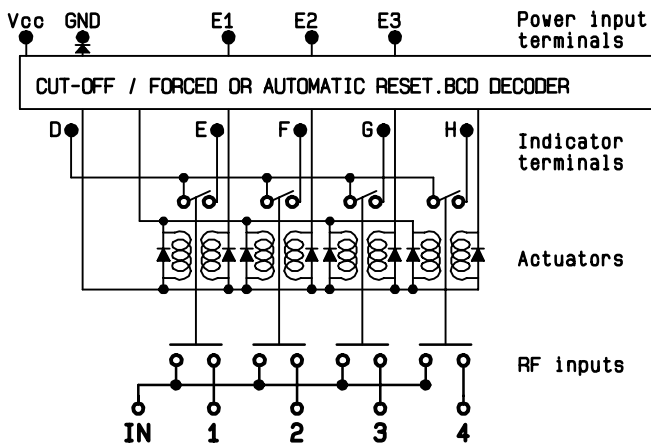 Vcc GND E1 E2 E3 Power input
terminals
CUT-OFF / FORCED OR AUTOMATIC RESET.BCD DECODER
D E F G H Indicator
terminals
Actuators
RF inputs
IN 1 2 3 4